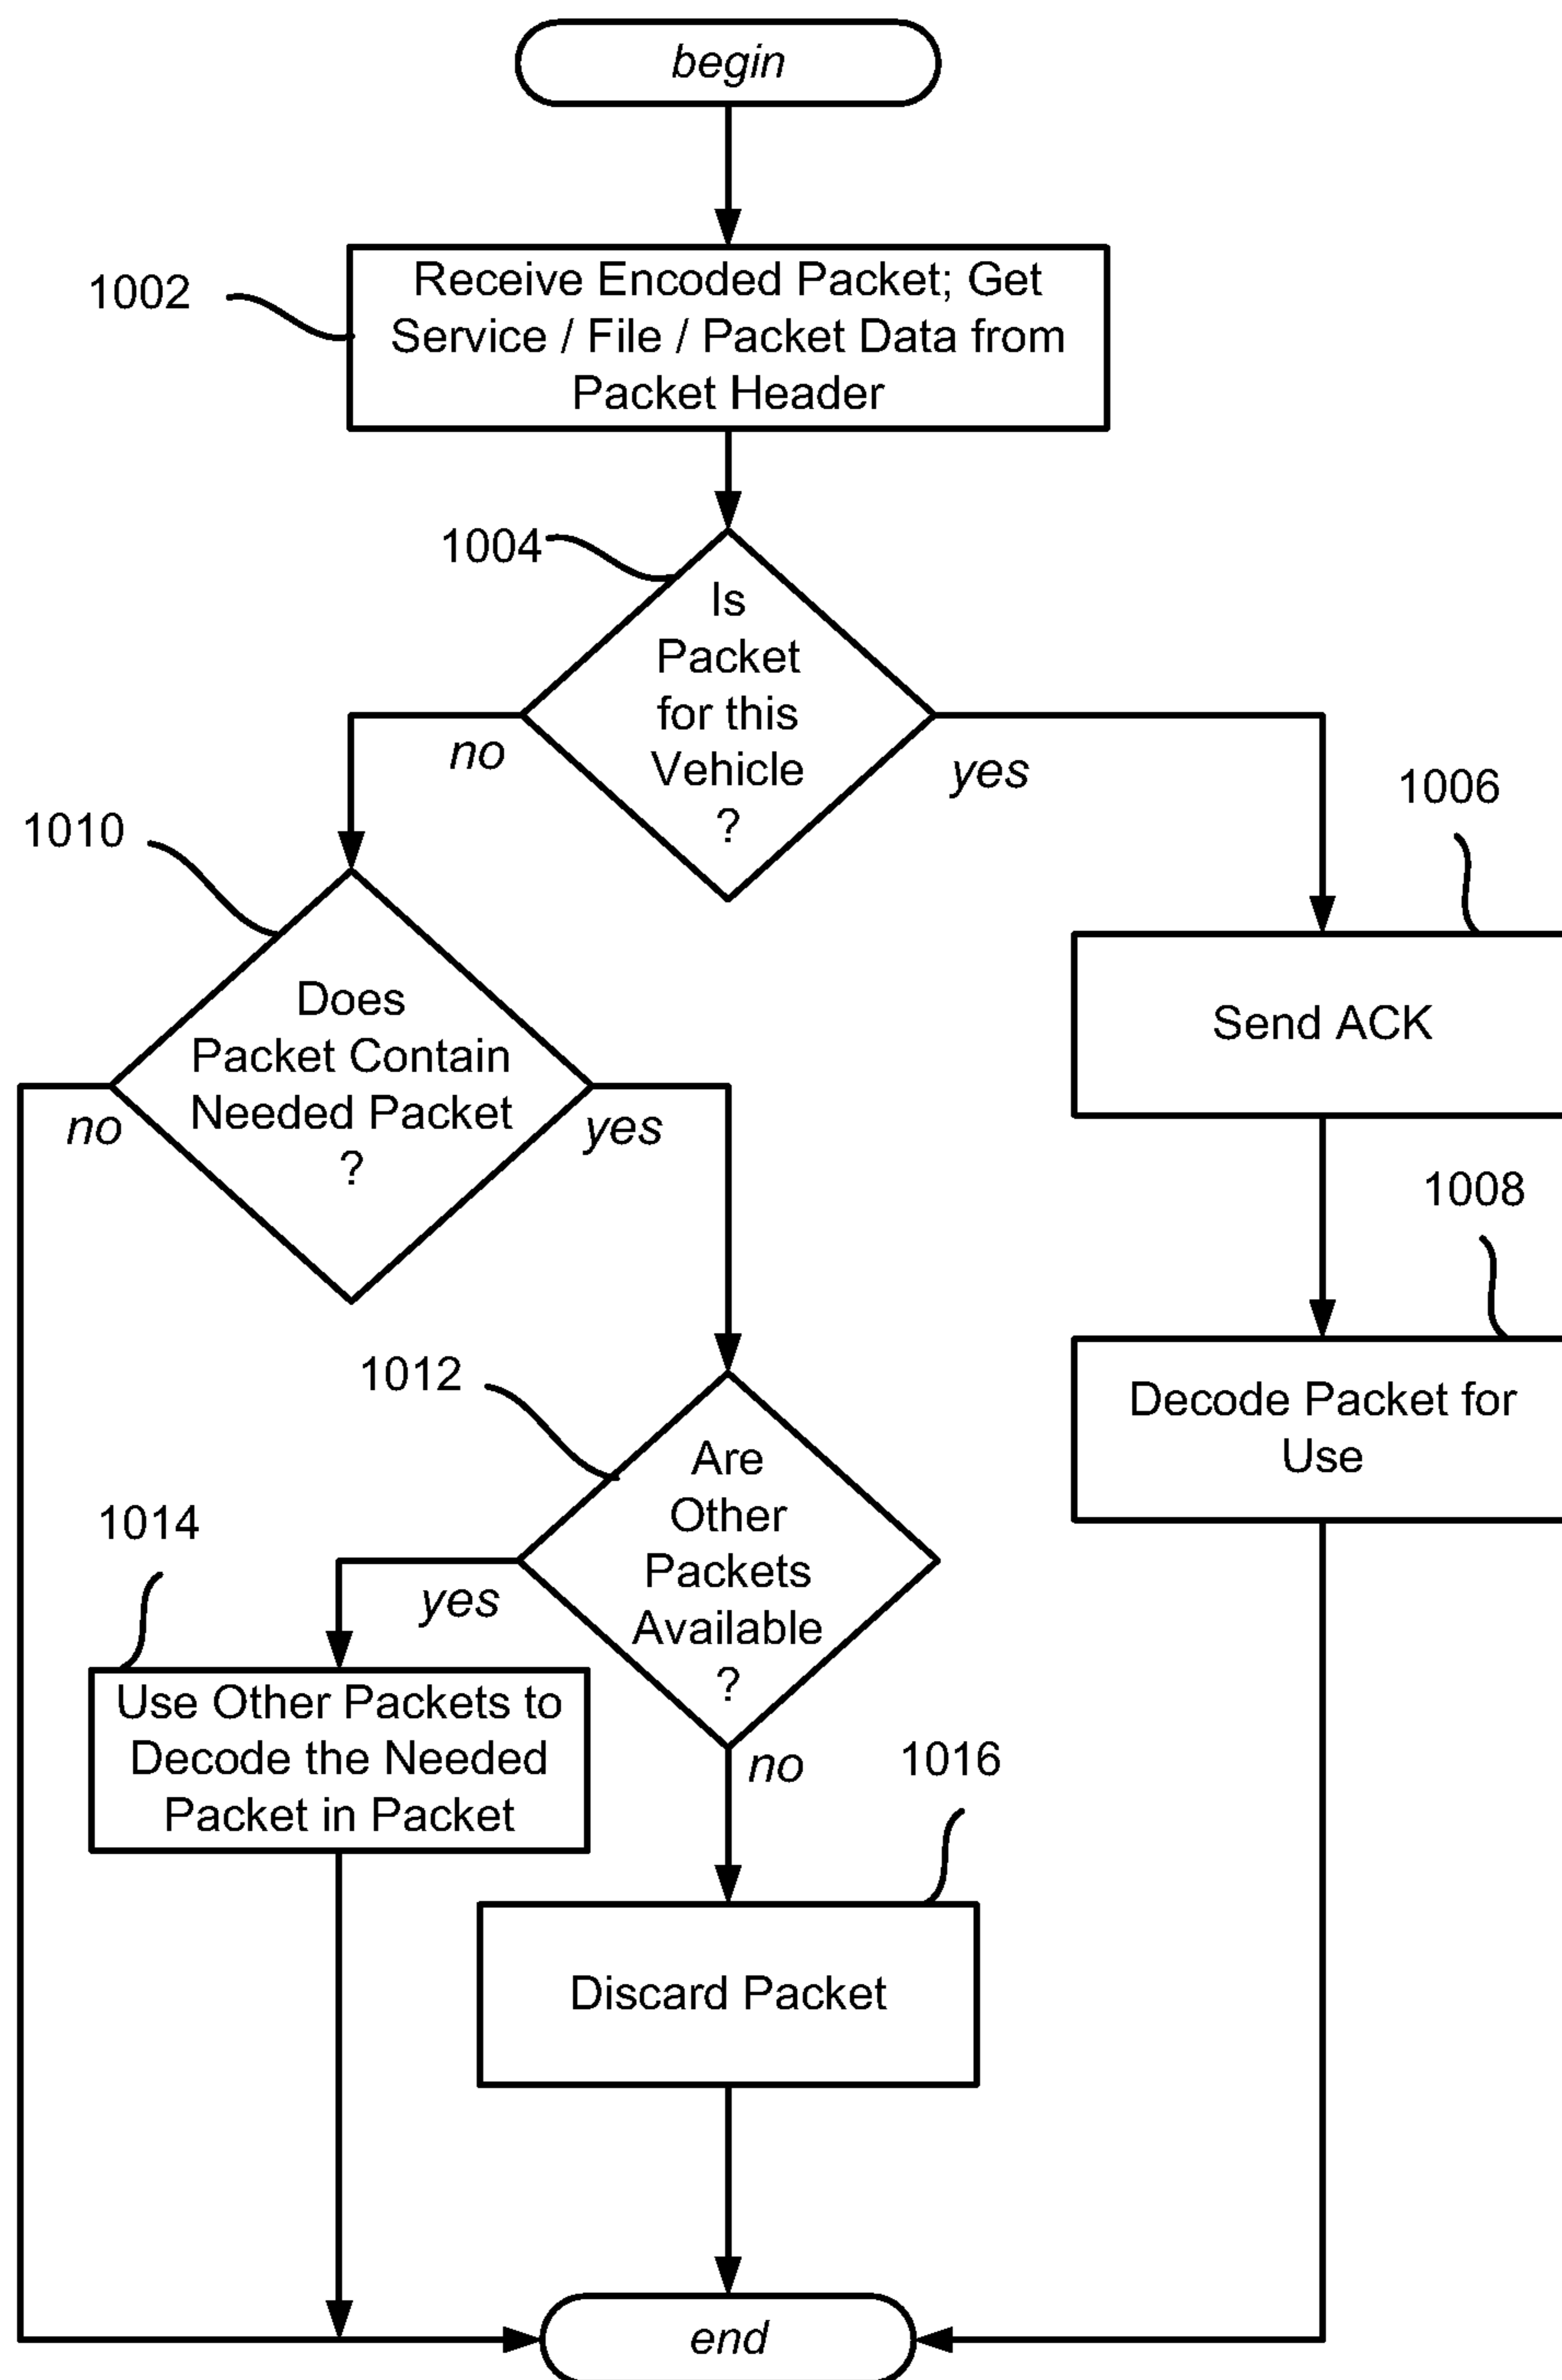 begin
1002
Receive Encoded Packet; Get
Service / File / Packet Data from
Packet Header
1004
Is
Packet
for this
Vehicle
?
no
yes
1006
1010
Does
Packet Contain
Needed Packet
?
no
yes
Send ACK
1008
1012
Decode Packet for
Use
Are
Other
Packets
Available
?
1014
yes
no
Use Other Packets to
Decode the Needed
Packet in Packet
1016
Discard Packet
end